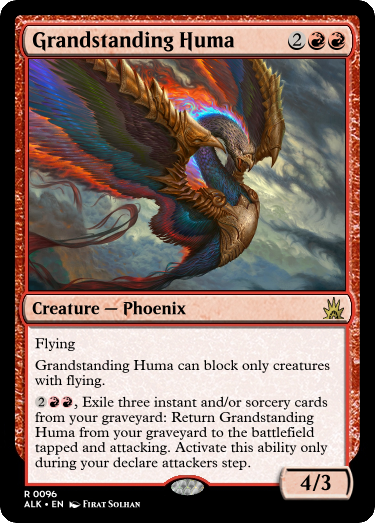 Grandstanding Huma 2
Creature — Phoenix
Flying
Grandstanding Huma can block only creatures
with flying.
2, Exile three instant and/or sorcery cards
from your graveyard: Return Grandstanding
Huma from your graveyard to the battlefield
tapped and attacking. Activate this ability only
during your declare attackers step.
4/3
R 0096
ALK • EN Firat Solhan